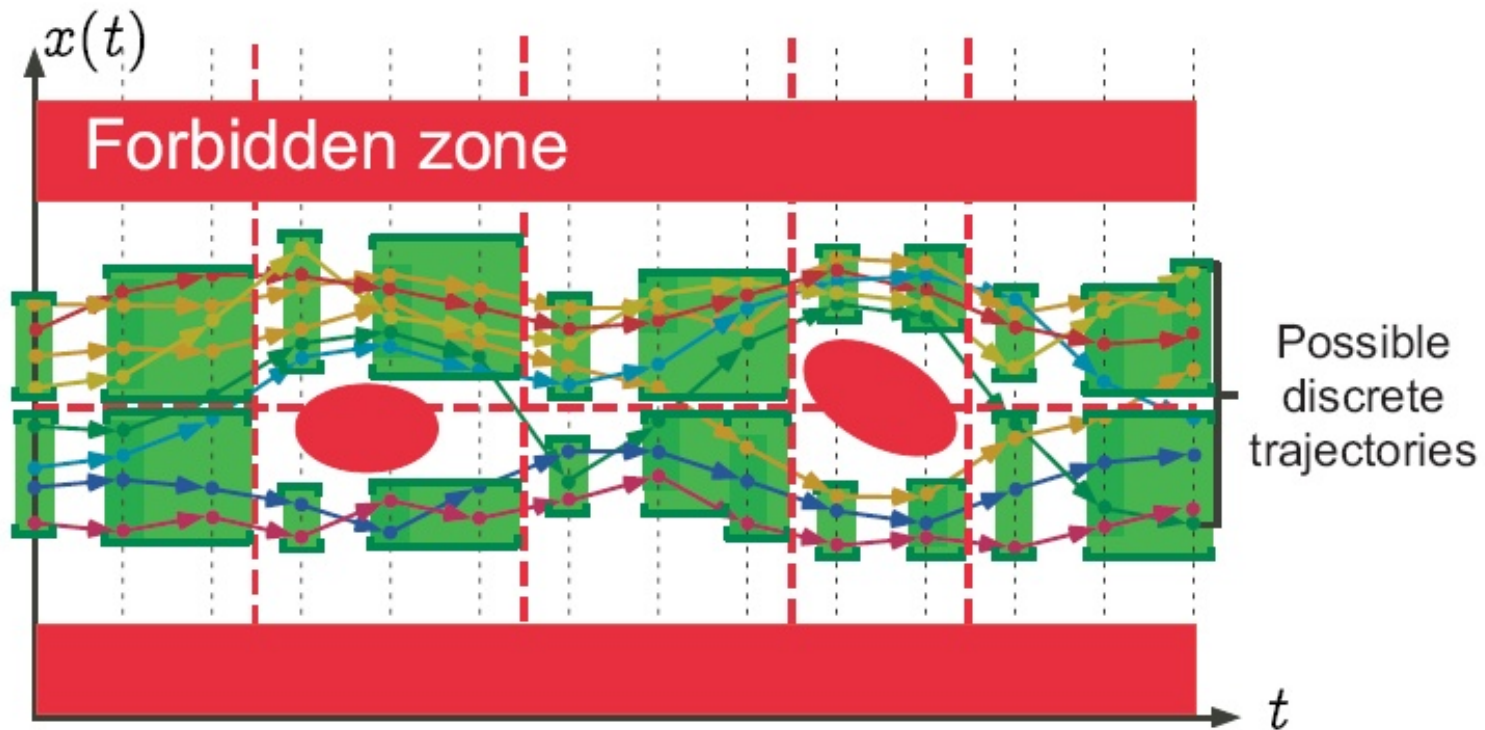 x(t)
Forbidden zone
Possible
discrete
trajectories
t